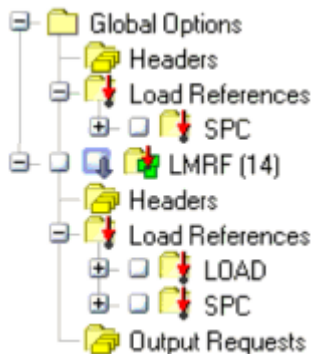 Global Options
Headers
Load References
SPC
LMRF (14)
Headers
Load References
LOAD
SPC
Output Requests